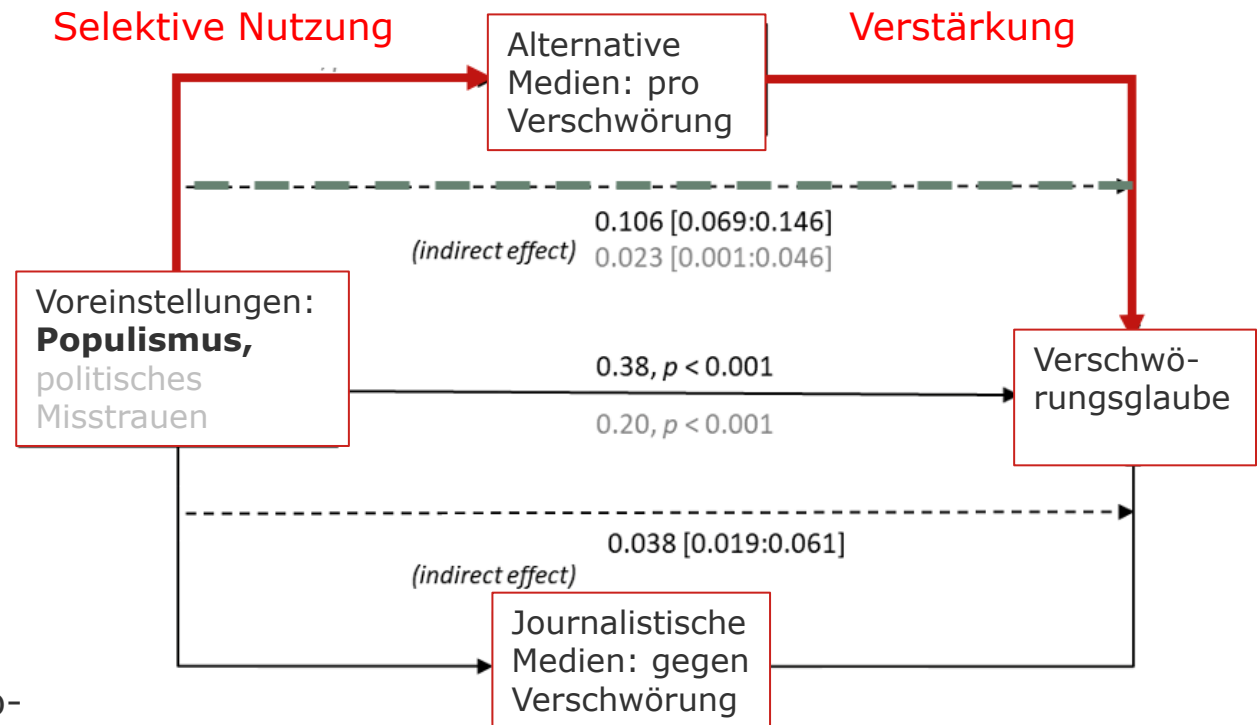 Selektive Nutzung
Verstärkung
Alternative
Medien: pro
Verschwörung
0.106 [0.069:0.146]
(indirect effect)
0.023 [0.001:0.046]
Voreinstellungen:
Populismus,
politisches
Misstrauen
0.38, p < 0.001
0.20, p < 0.001
Verschwö-
rungsglaube
0.038 [0.019:0.061]
(indirect effect)
Journalistische
Medien: gegen
Verschwörung